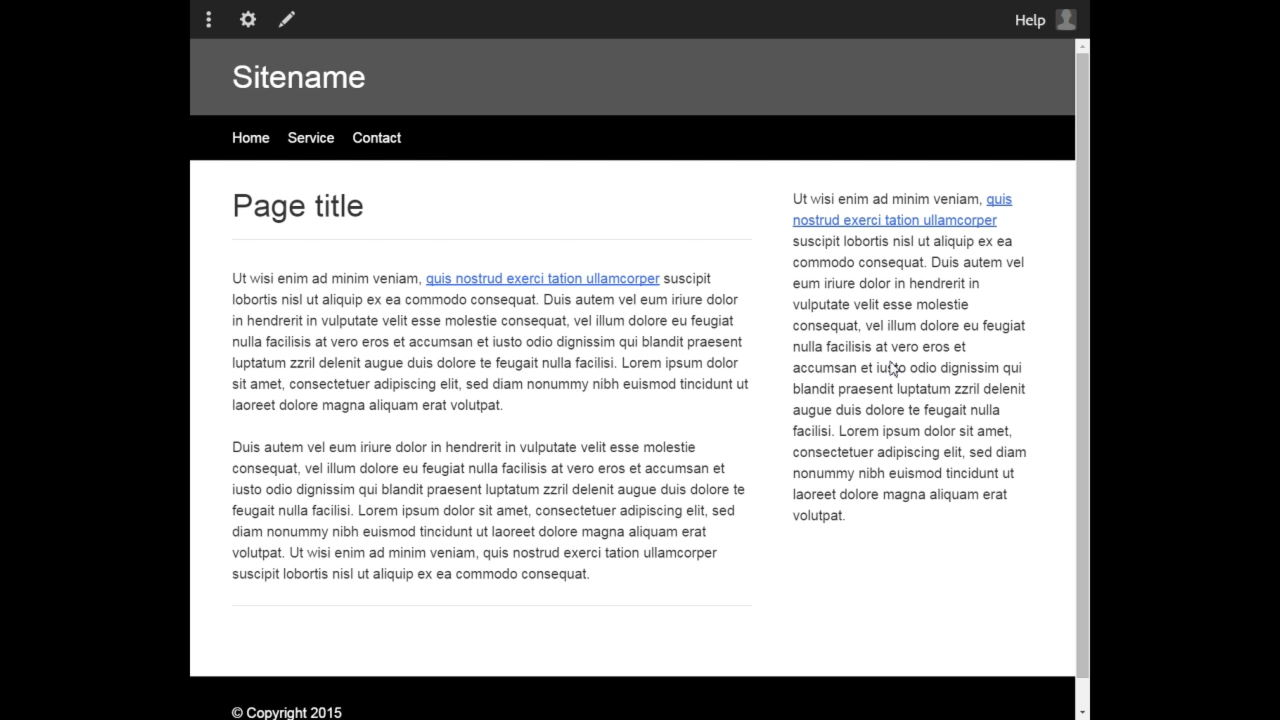 Help
Sitename
Home Service Contact
Page title
Ut wisi enim ad minim veniam, quis nostrud exerci tation ullamcorper suscipit
lobortis nisl ut aliquip ex ea commodo consequat. Duis autem vel eum iriure dolor
in hendrerit in vulputate velit esse molestie consequat, vel illum dolore eu feugiat
nulla facilisis at vero eros et accumsan et iusto odio dignissim qui blandit praesent
luptatum zzril delenit augue duis dolore te feugait nulla facilisi. Lorem ipsum dolor
sit amet, consectetuer adipiscing elit, sed diam nonummy nibh euismod tincidunt ut
laoreet dolore magna aliquam erat volutpat.
Duis autem vel eum iriure dolor in hendrerit in vulputate velit esse molestie
consequat, vel illum dolore eu feugiat nulla facilisis at vero eros et accumsan et
iusto odio dignissim qui blandit praesent luptatum zzril delenit augue duis dolore te
feugait nulla facilisi. Lorem ipsum dolor sit amet, consectetuer adipiscing elit, sed
diam nonummy nibh euismod tincidunt ut laoreet dolore magna aliquam erat
volutpat. Ut wisi enim ad minim veniam, quis nostrud exerci tation ullamcorper
suscipit lobortis nisl ut aliquip ex ea commodo consequat.
Ut wisi enim ad minim veniam, quis
nostrud exerci tation ullamcorper
suscipit lobortis nisl ut aliquip ex ea
commodo consequat. Duis autem vel
eum iriure dolor in hendrerit in
vulputate velit esse molestie
consequat, vel illum dolore eu feugiat
nulla facilisis at vero eros et
accumsan et iusto odio dignissim qui
blandit praesent luptatum zzril delenit
augue duis dolore te feugait nulla
facilisi. Lorem ipsum dolor sit amet,
consectetuer adipiscing elit, sed diam
nonummy nibh euismod tincidunt ut
laoreet dolore magna aliquam erat
volutpat.
© Copyright 2015